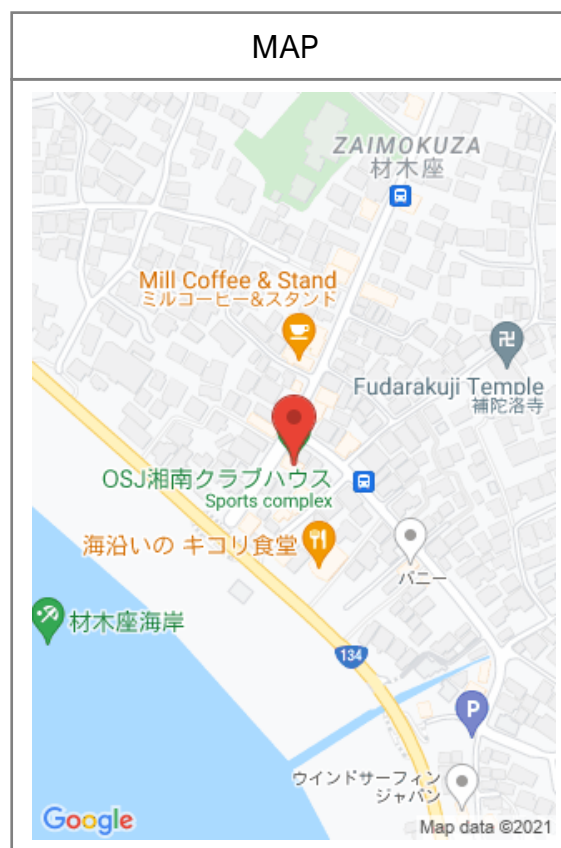 MAP
ZAIMOKUZA
材木座
Mill Coffee & Stand
ミルコーヒー&スタンド
卍
Fudarakuji Temple
補陀洛寺
OSJ湘南クラブハウス
Sports complex
海沿いの キコリ食堂
バニー
材木座海岸
134
P
ウインドサーフィン
ジャパン
Google
Map data ©2021